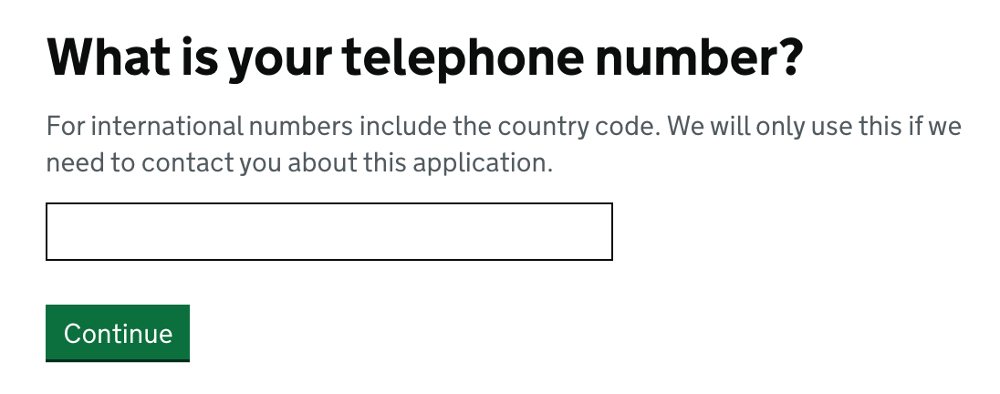 What is your telephone number?
For international numbers include the country code. We will only use this if we
need to contact you about this application.
Continue